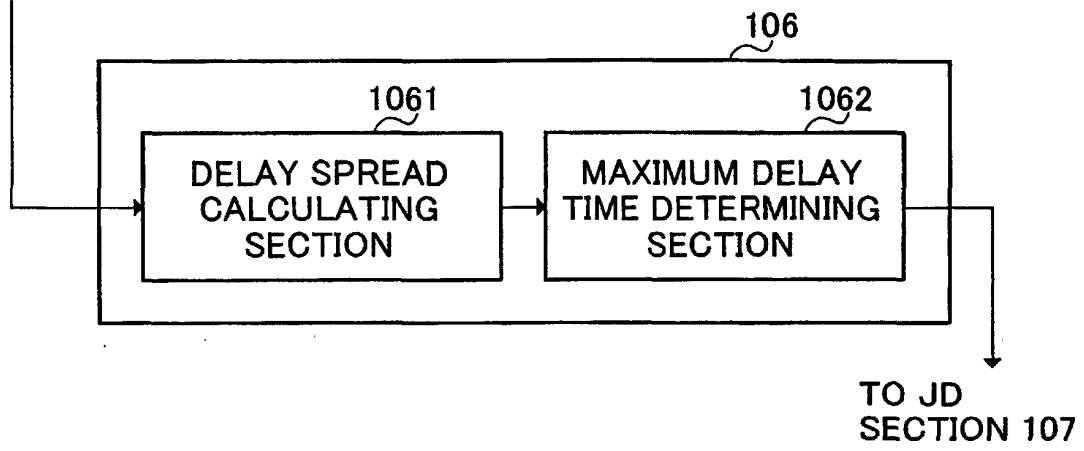 106
1061
1062
DELAY SPREAD
CALCULATING
SECTION
MAXIMUM DELAY
TIME DETERMINING
SECTION
TO JD
SECTION 107